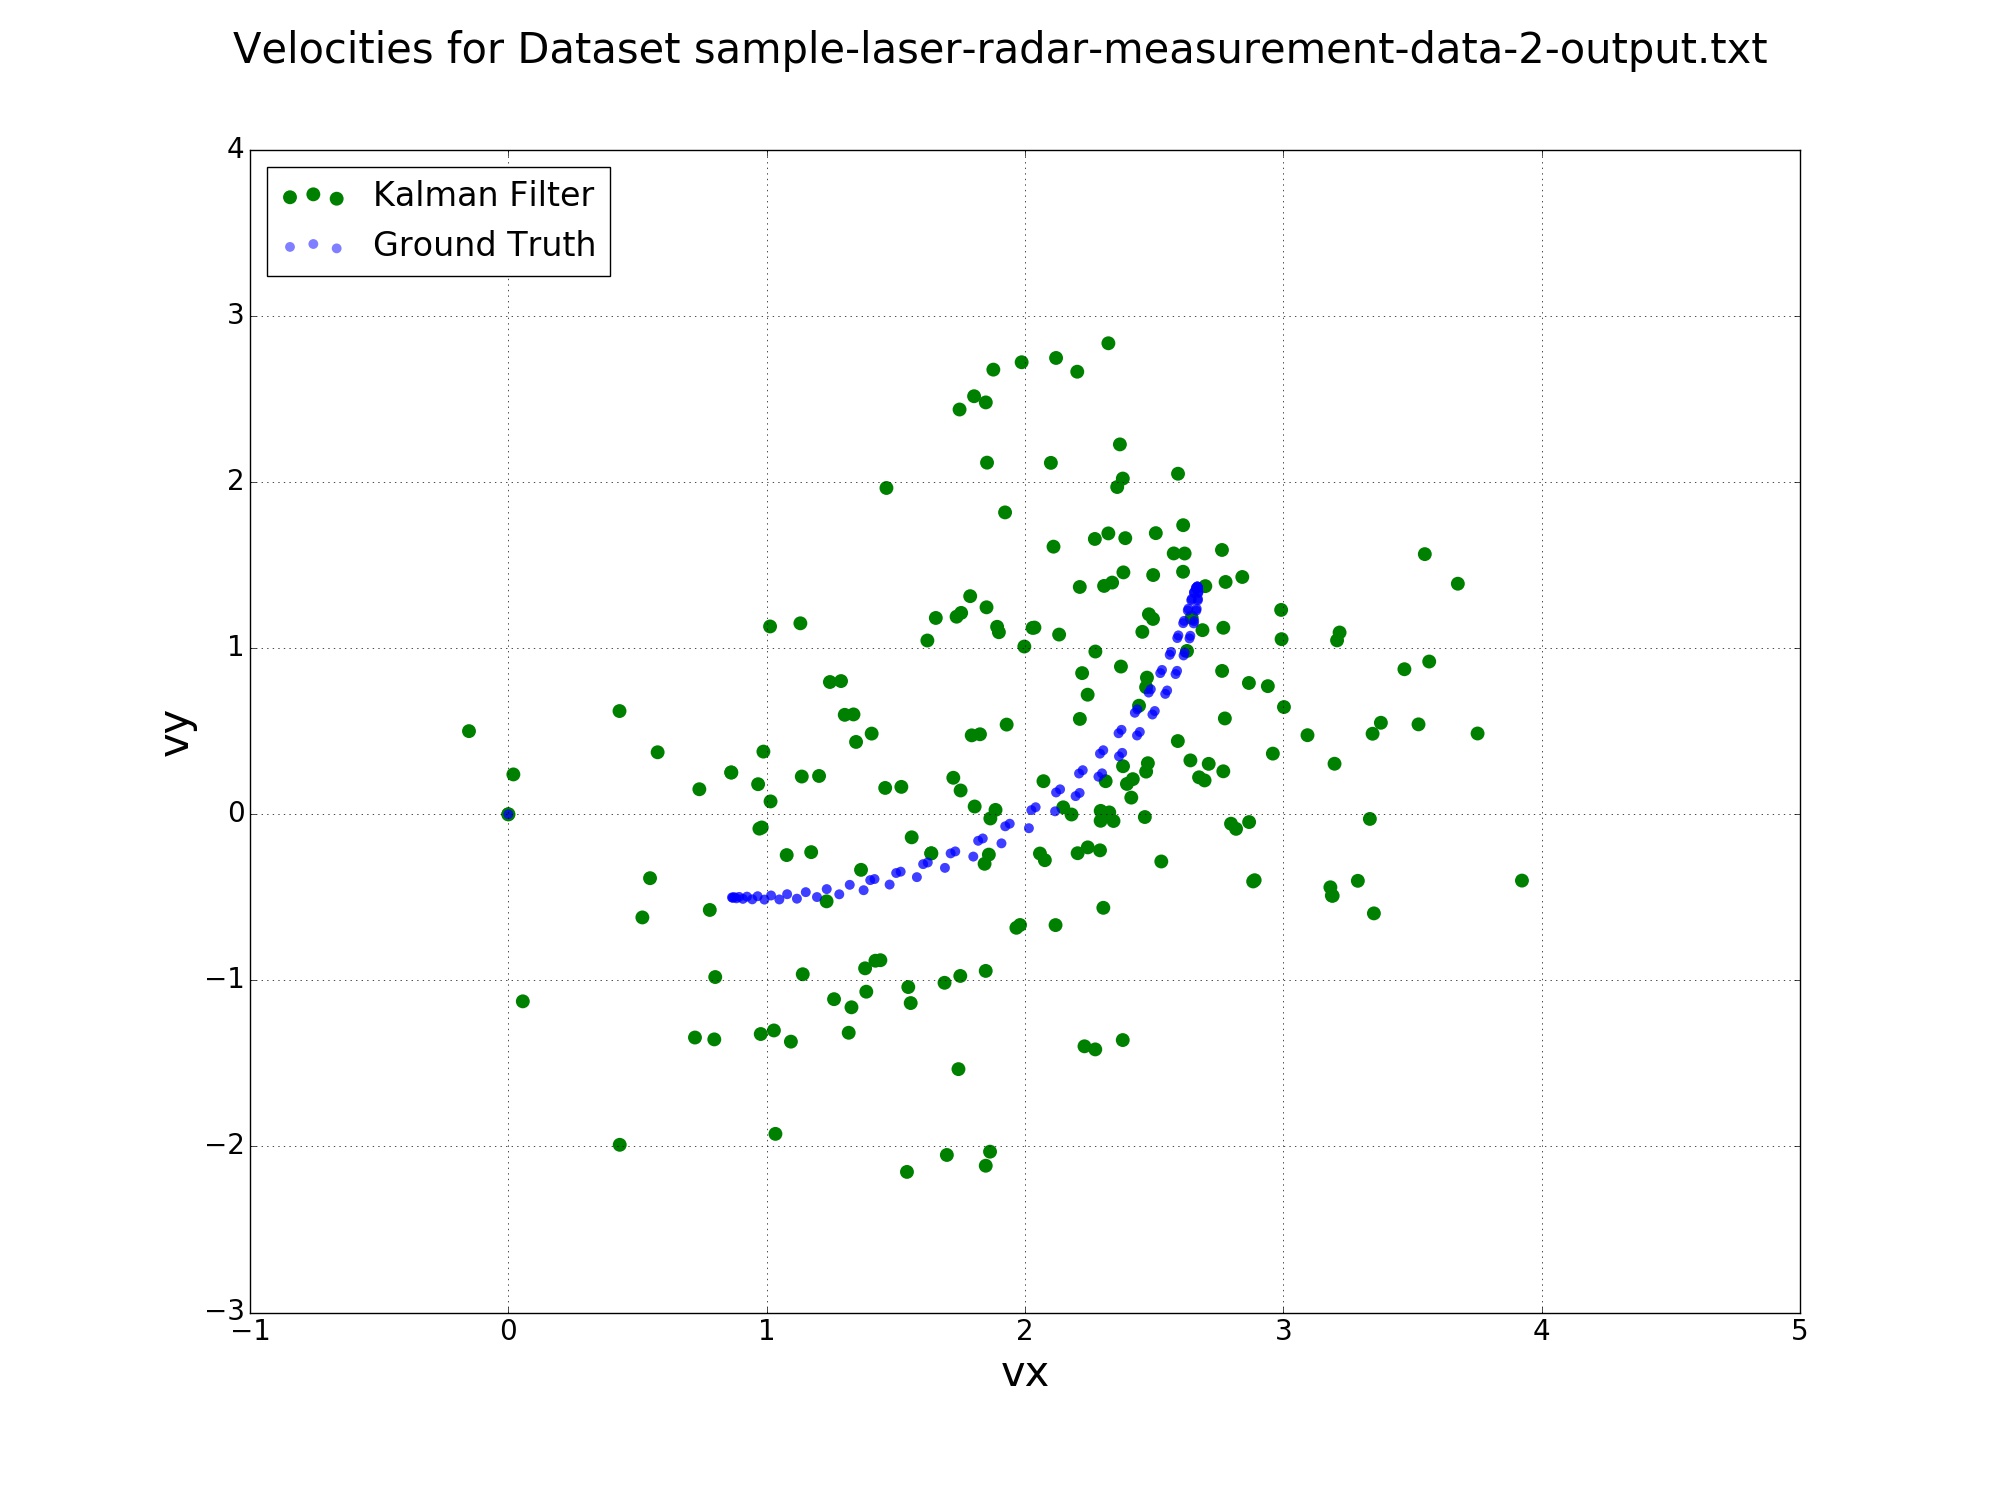 Velocities for Dataset sample-laser-radar-measurement-data-2-output.txt
4
Kalman Filter
Ground Truth
3
2
1
vy
0
−1
−2
−3
−1 0 1 2 3 4 5
vx